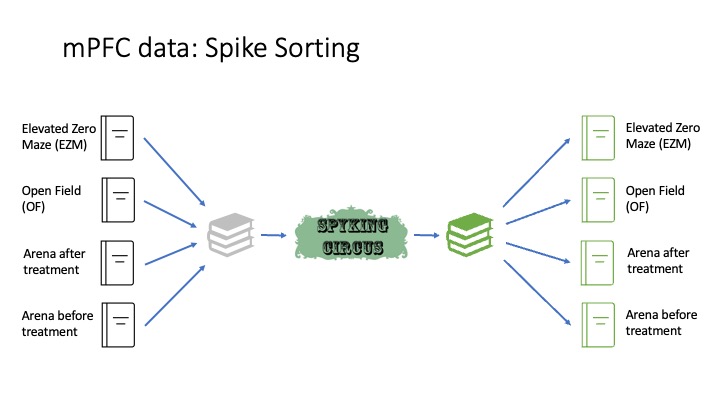 mPFC data: Spike Sorting
Elevated Zero
Maze (EZM)
Open Field
(OF)
Arena after
treatment
Arena before
treatment
SPYKING
CIRCUS
Elevated Zero
Maze (EZM)
Open Field
(OF)
Arena after
treatment
Arena before
treatment